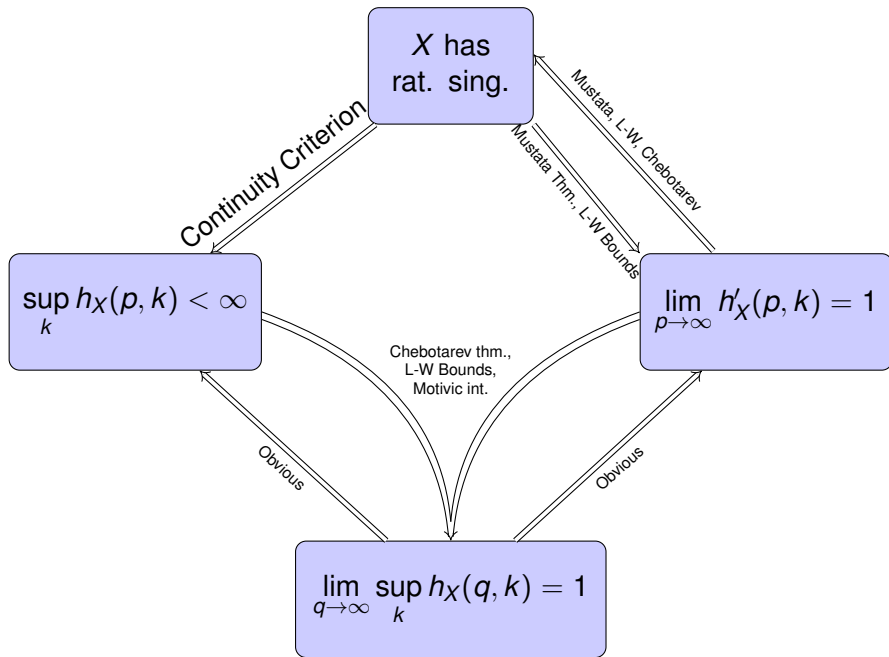 X has
rat. sing.
Continuity Criterion
Mustata Thm., L-W Bounds
Mustata, L-W, Chebotarev
sup h_X(p, k) < ∞
k
lim h′_X(p, k) = 1
p→∞
Chebotarev thm.,
L-W Bounds,
Motivic int.
Obvious
Obvious
lim sup h_X(q, k) = 1
q→∞ k